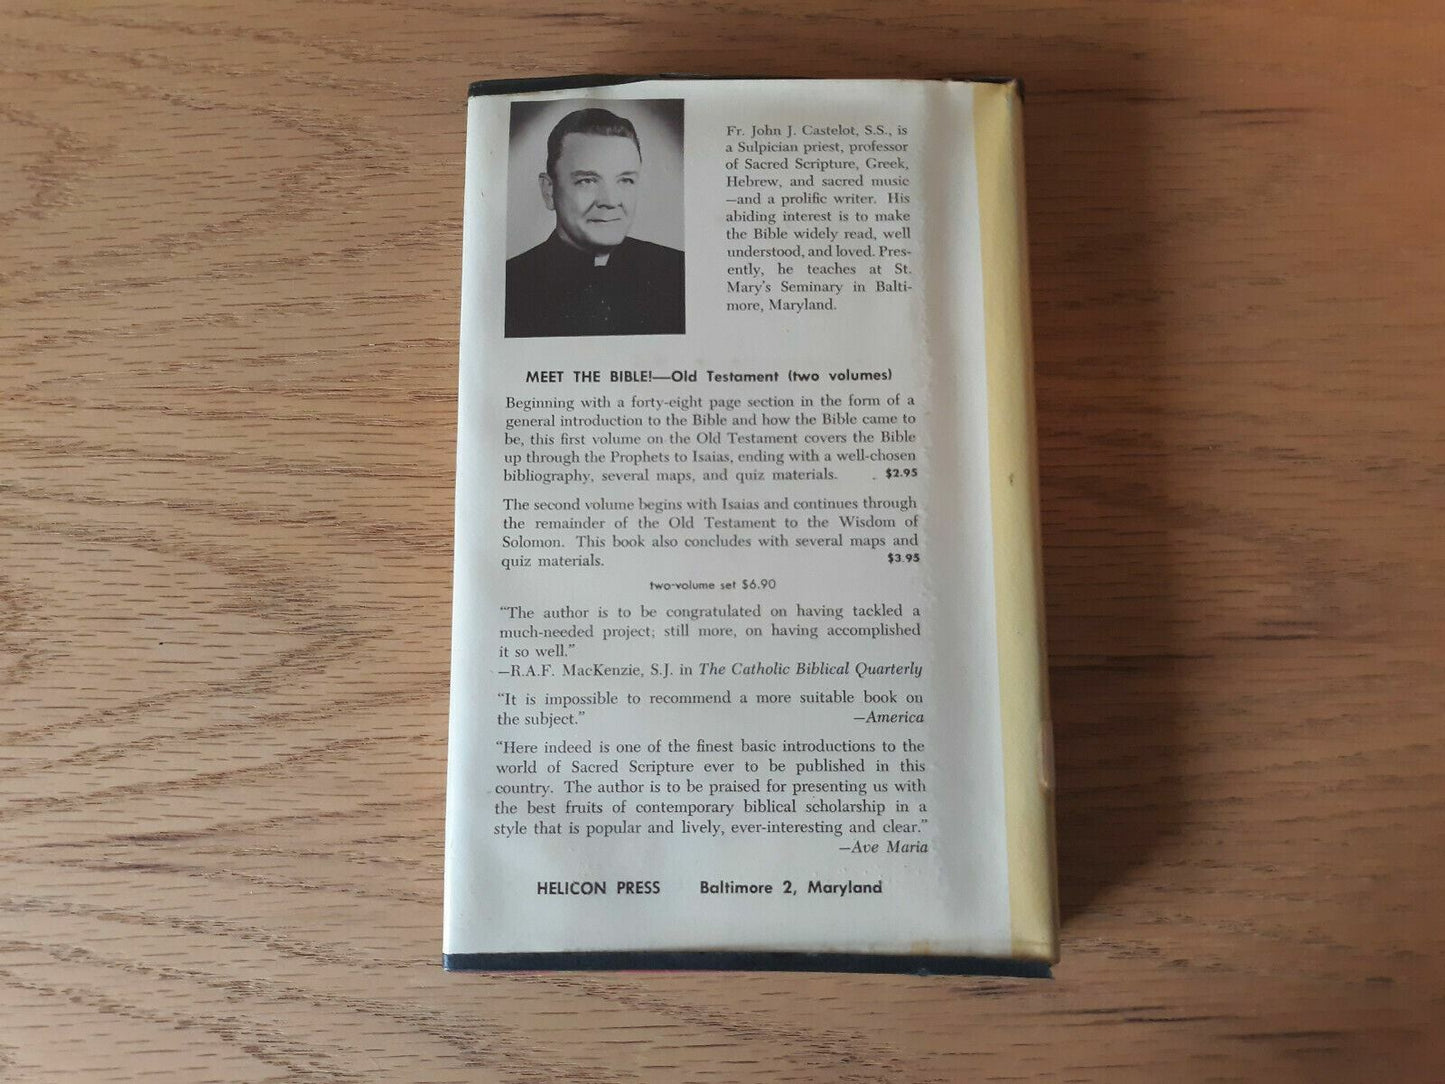 Fr. John J. Castelot, S.S., is
a Sulpician priest, professor
of Sacred Scripture, Greek,
Hebrew, and sacred music
—and a prolific writer. His
abiding interest is to make
the Bible widely read, well
understood, and loved. Pres-
ently, he teaches at St.
Mary's Seminary in Balti-
more, Maryland.
MEET THE BIBLE!—Old Testament (two volumes)
Beginning with a forty-eight page section in the form of a
general introduction to the Bible and how the Bible came to
be, this first volume on the Old Testament covers the Bible
up through the Prophets to Isaias, ending with a well-chosen
bibliography, several maps, and quiz materials. $2.95
The second volume begins with Isaias and continues through
the remainder of the Old Testament to the Wisdom of
Solomon. This book also concludes with several maps and
quiz materials. $3.95
two-volume set $6.90
“The author is to be congratulated on having tackled a
much-needed project; still more, on having accomplished
it so well.”
—R.A.F. MacKenzie, S.J. in The Catholic Biblical Quarterly
“It is impossible to recommend a more suitable book on
the subject.” —America
“Here indeed is one of the finest basic introductions to the
world of Sacred Scripture ever to be published in this
country. The author is to be praised for presenting us with
the best fruits of contemporary biblical scholarship in a
style that is popular and lively, ever-interesting and clear.”
—Ave Maria
HELICON PRESS Baltimore 2, Maryland